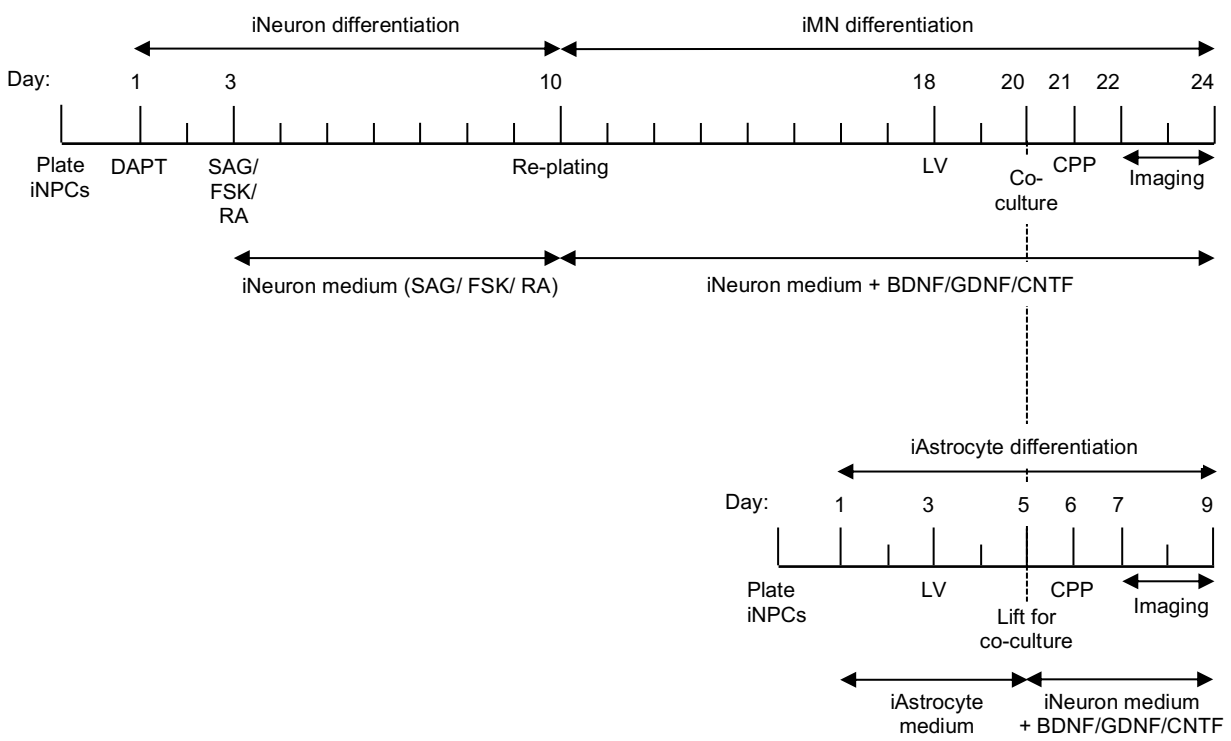 iNeuron differentiation
iMN differentiation
Day:
1
3
10
18
20
21
22
24
Plate
iNPCs
DAPT
SAG/
FSK/
RA
Re-plating
LV
Co-
culture
CPP
Imaging
iNeuron medium (SAG/ FSK/ RA)
iNeuron medium + BDNF/GDNF/CNTF
iAstrocyte differentiation
Day:
1
3
5
6
7
9
Plate
iNPCs
LV
Lift for
co-culture
CPP
Imaging
iAstrocyte
medium
iNeuron medium
+ BDNF/GDNF/CNTF